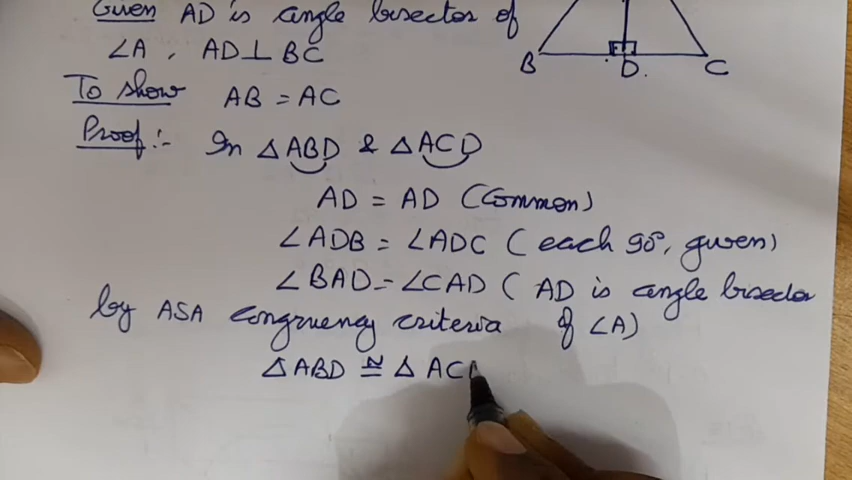 Given AD is angle bisector of
∠A , AD⊥BC
B D. C
To show AB = AC
Proof :- In △ABD & △ACD
AD = AD (Common)
∠ADB = ∠ADC ( each 90°, given)
∠BAD = ∠CAD ( AD is angle bisector
by ASA congruency criteria of ∠A)
△ABD ≅ △ AC